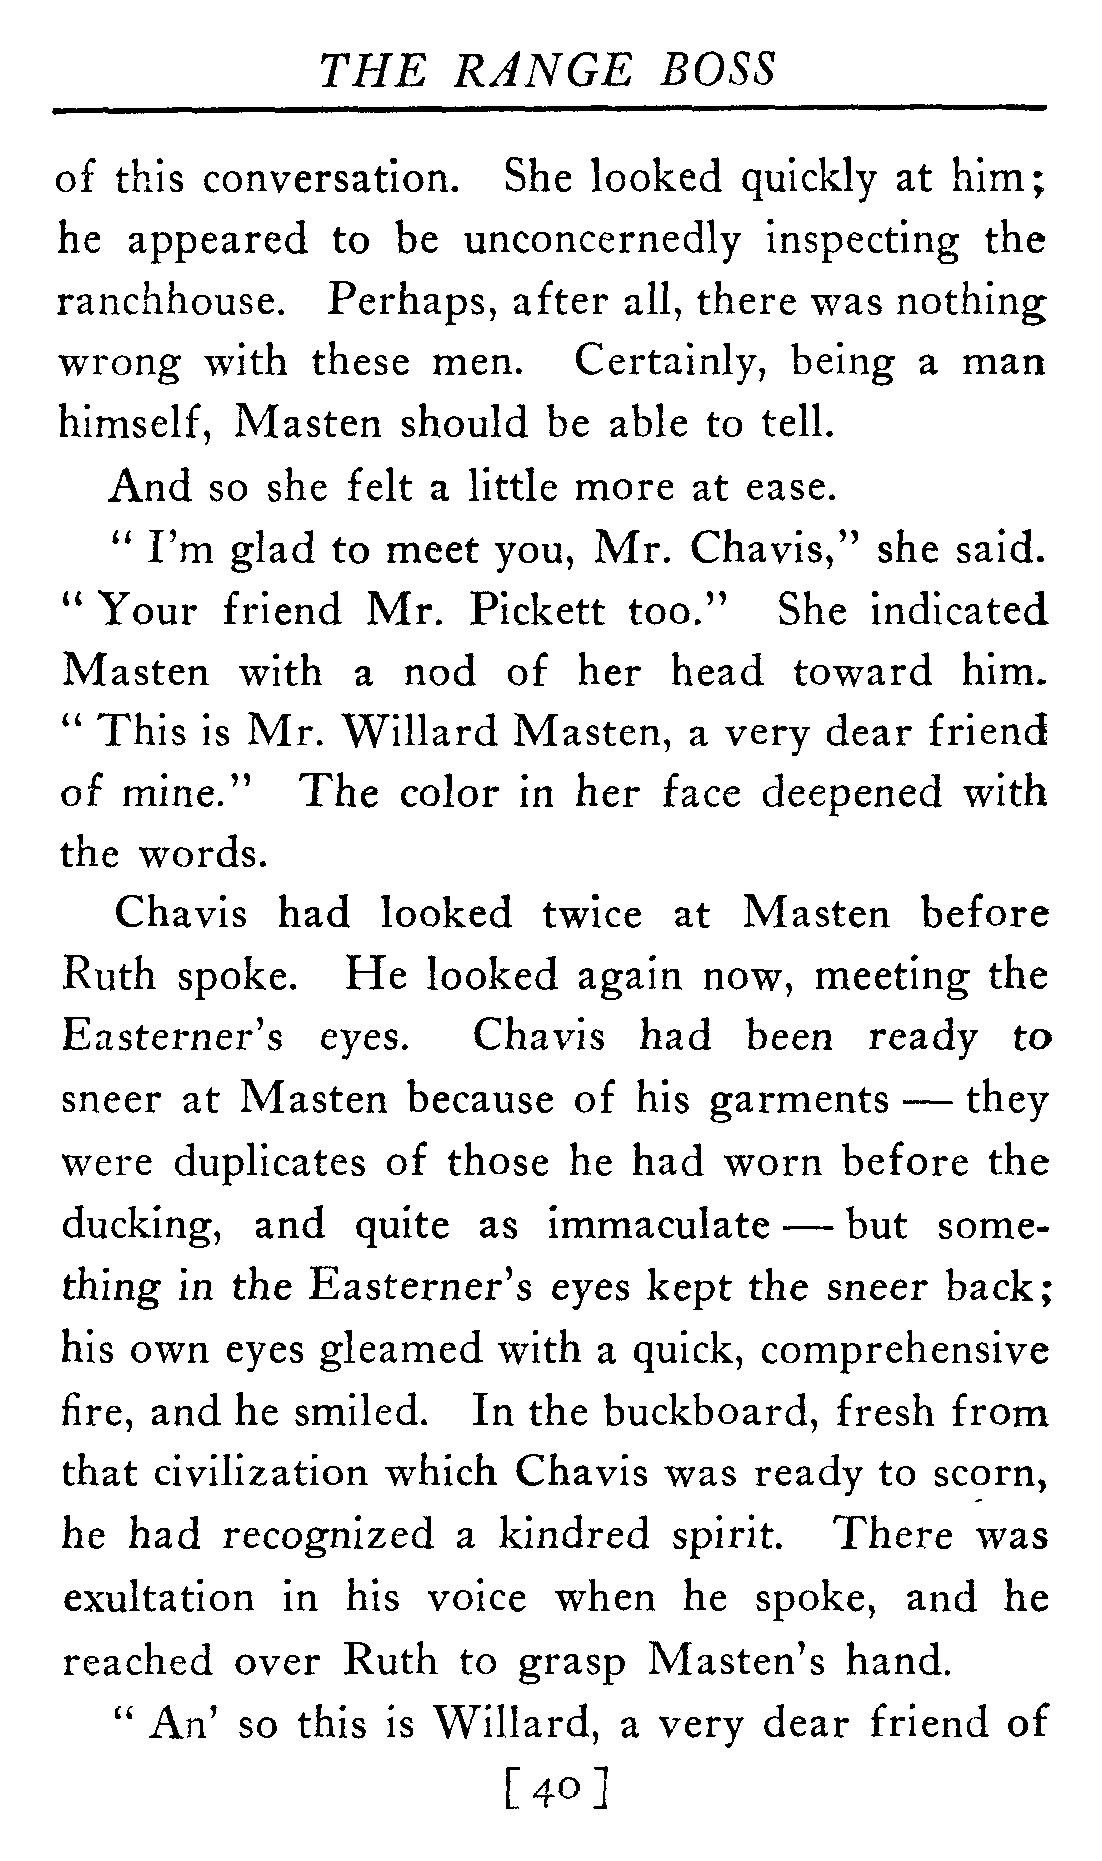 THE RANGE BOSS
of this conversation. She looked quickly at him;
he appeared to be unconcernedly inspecting the
ranchhouse. Perhaps, after all, there was nothing
wrong with these men. Certainly, being a man
himself, Masten should be able to tell.
And so she felt a little more at ease.
“ I’m glad to meet you, Mr. Chavis,” she said.
“ Your friend Mr. Pickett too.” She indicated
Masten with a nod of her head toward him.
“ This is Mr. Willard Masten, a very dear friend
of mine.” The color in her face deepened with
the words.
Chavis had looked twice at Masten before
Ruth spoke. He looked again now, meeting the
Easterner’s eyes. Chavis had been ready to
sneer at Masten because of his garments — they
were duplicates of those he had worn before the
ducking, and quite as immaculate — but some-
thing in the Easterner’s eyes kept the sneer back;
his own eyes gleamed with a quick, comprehensive
fire, and he smiled. In the buckboard, fresh from
that civilization which Chavis was ready to scorn,
he had recognized a kindred spirit. There was
exultation in his voice when he spoke, and he
reached over Ruth to grasp Masten’s hand.
“ An’ so this is Willard, a very dear friend of
[ 40 ]